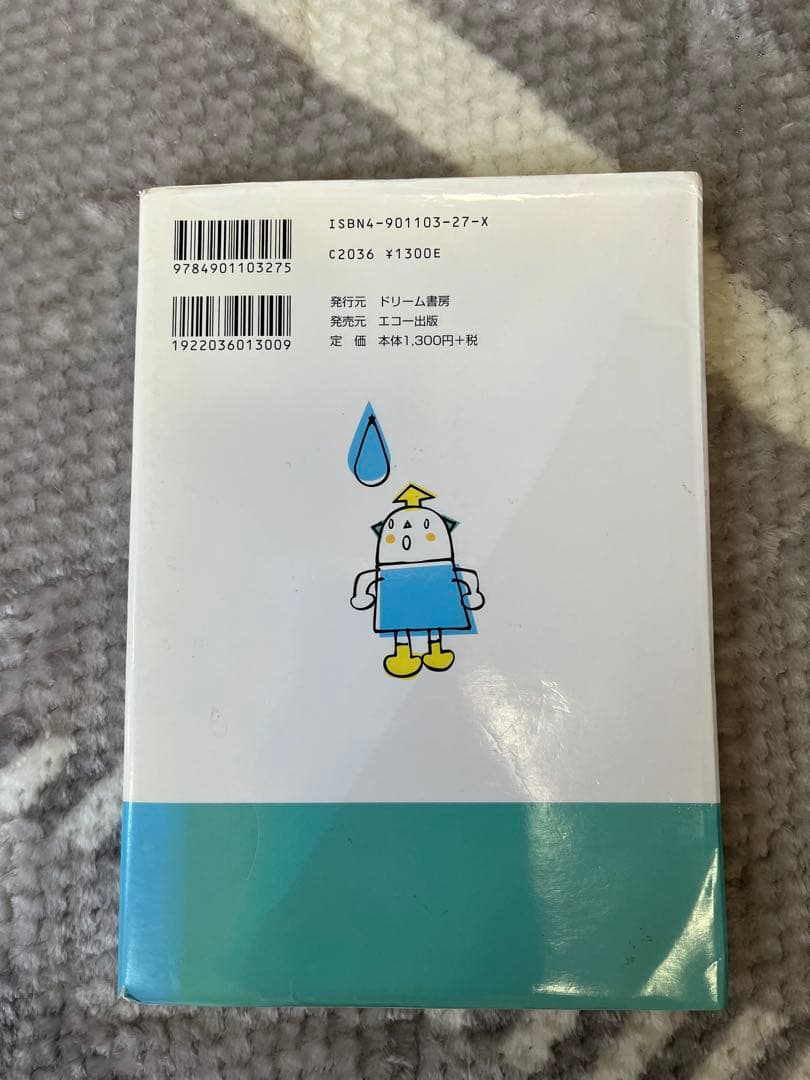 ISBN4-901103-27-X
9784901103275
C2036 ¥1300E
発行元 ドリーム書房
発売元 エコー出版
1922036013009
定 価 本体1,300円+税